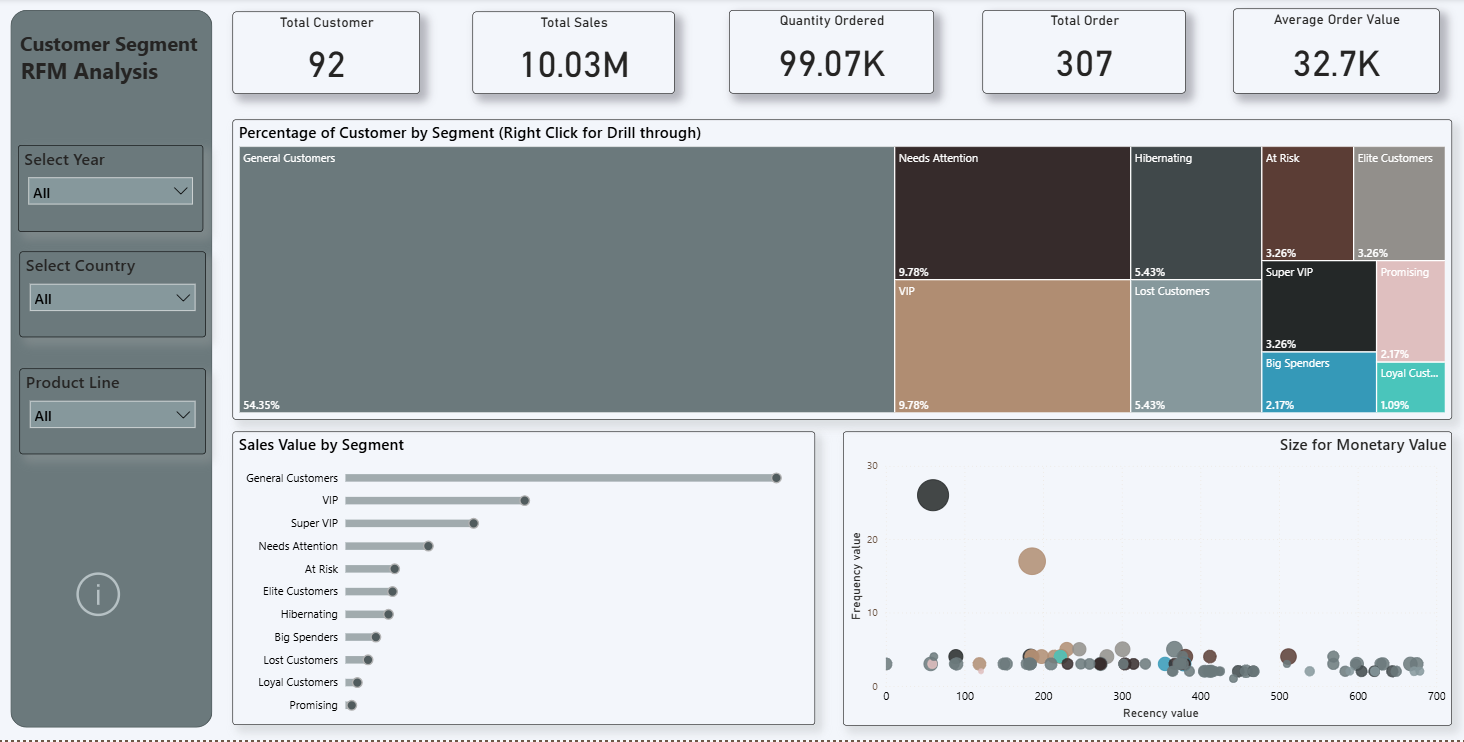 Customer Segment
RFM Analysis
Select Year
All
Select Country
All
Product Line
All
i
Total Customer
92
Total Sales
10.03M
Quantity Ordered
99.07K
Total Order
307
Average Order Value
32.7K
Percentage of Customer by Segment (Right Click for Drill through)
General Customers
54.35%
Needs Attention
9.78%
VIP
9.78%
Hibernating
5.43%
Lost Customers
5.43%
At Risk
3.26%
Elite Customers
3.26%
Super VIP
3.26%
Promising
2.17%
Big Spenders
2.17%
Loyal Cust...
1.09%
Sales Value by Segment
General Customers
VIP
Super VIP
Needs Attention
At Risk
Elite Customers
Hibernating
Big Spenders
Lost Customers
Loyal Customers
Promising
Size for Monetary Value
Frequency value
30
20
10
0
0 100 200 300 400 500 600 700
Recency value